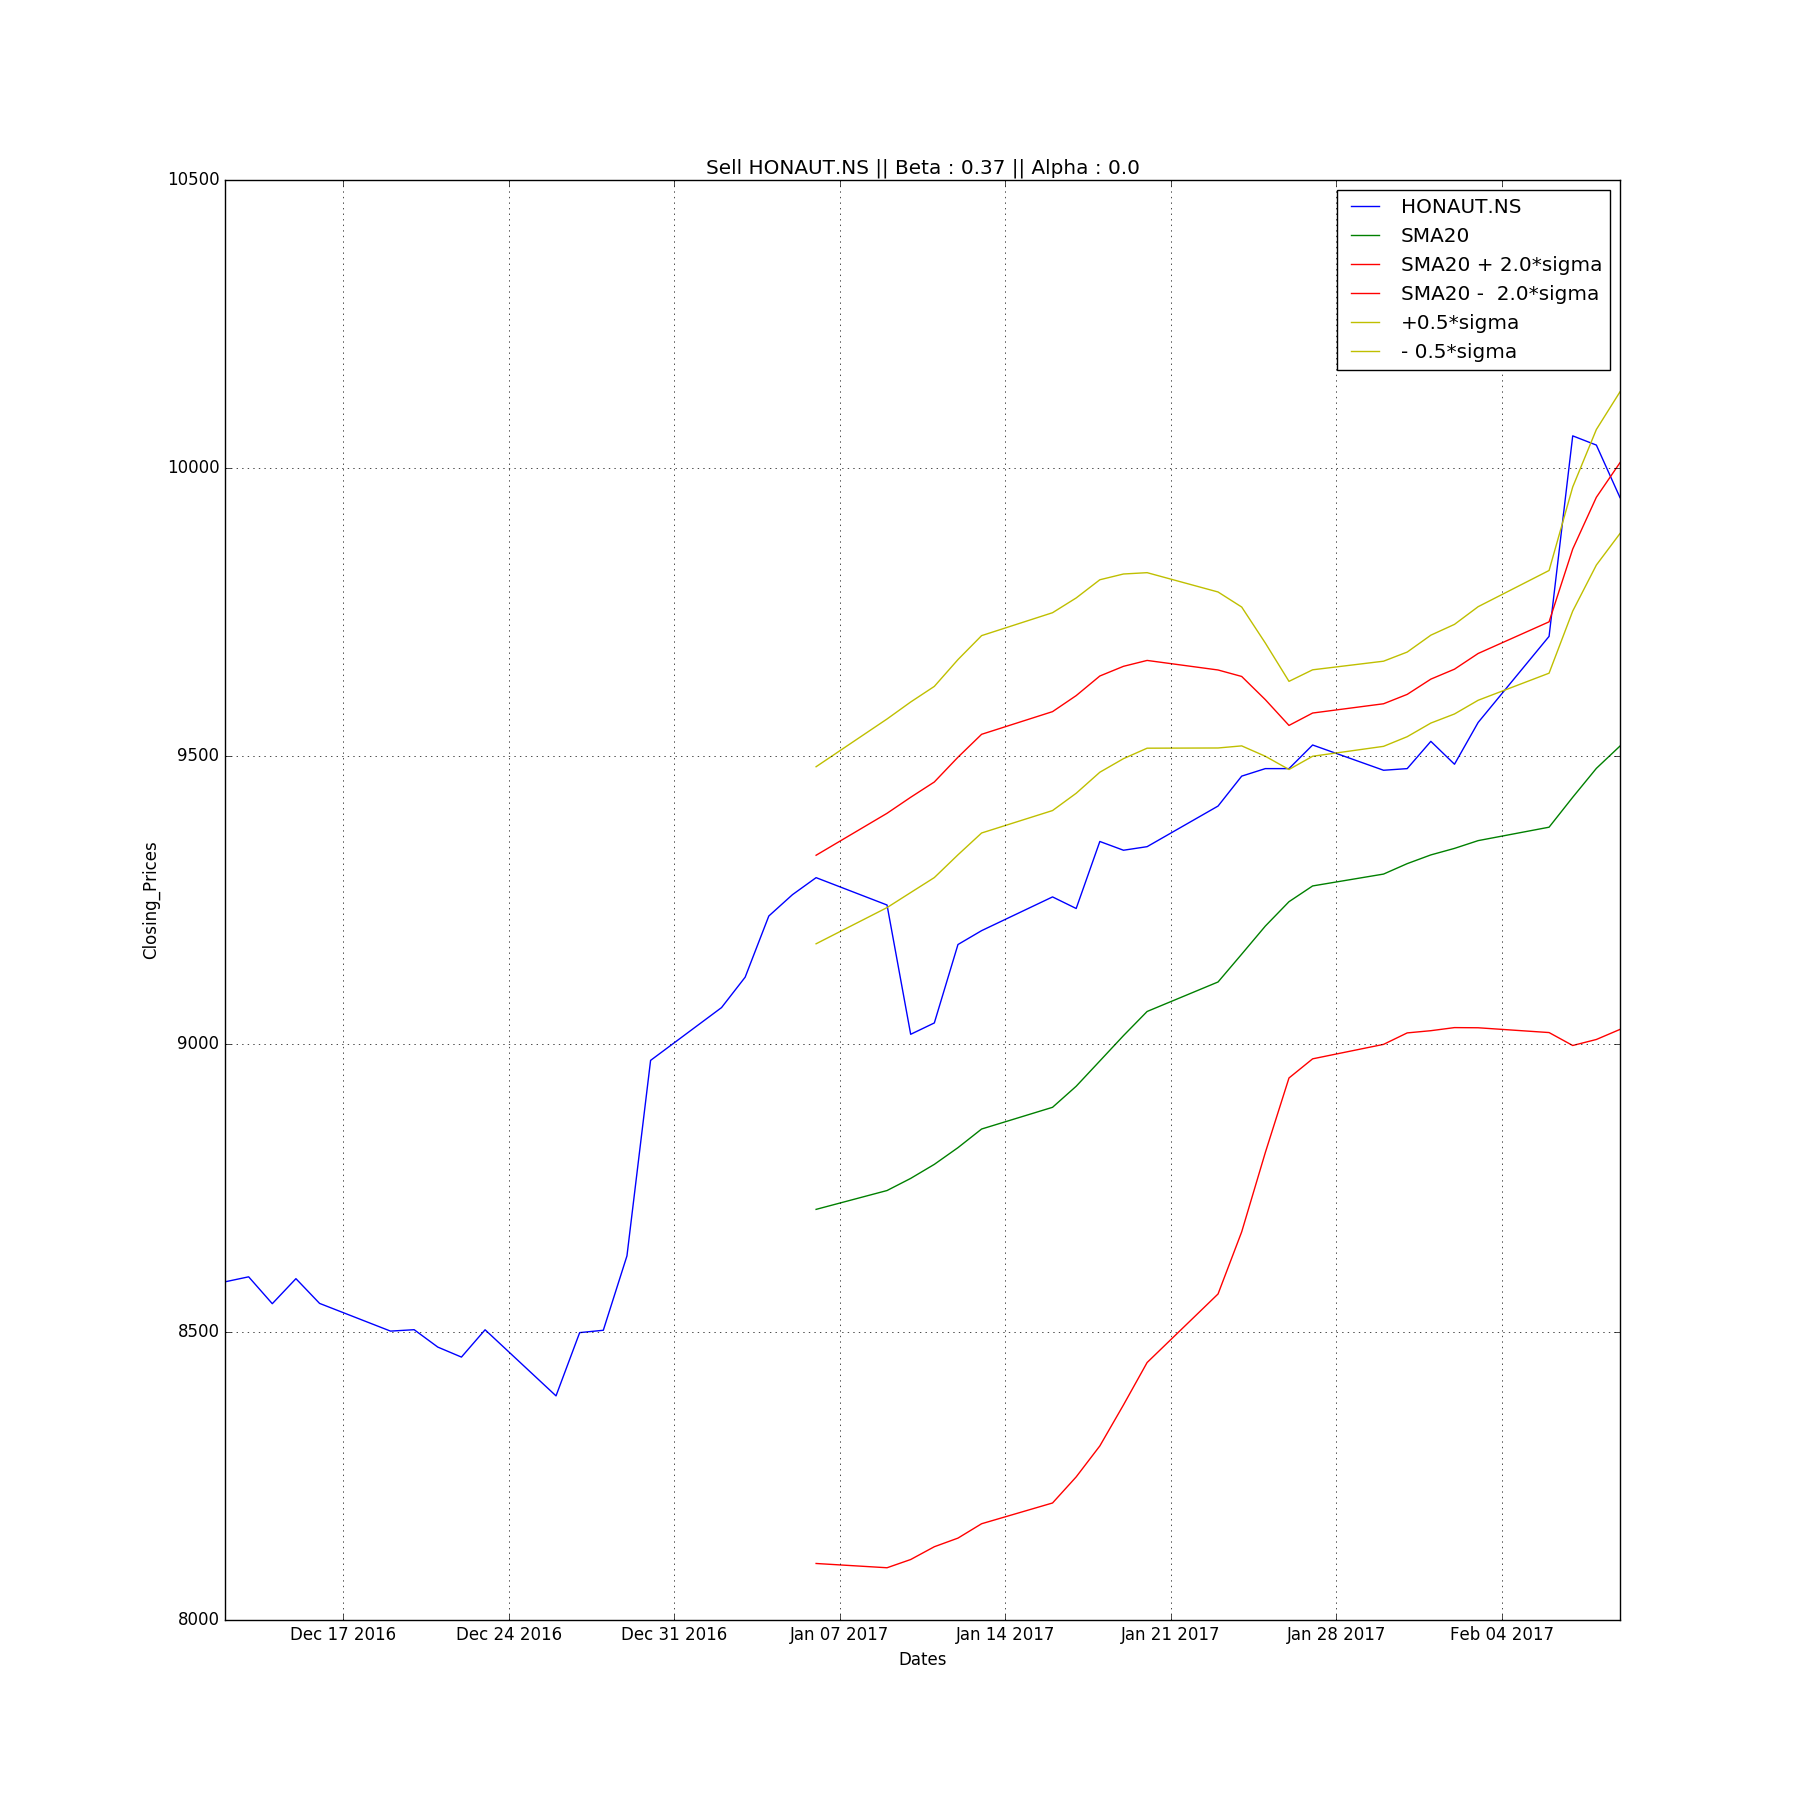 Sell HONAUT.NS || Beta : 0.37 || Alpha : 0.0
HONAUT.NS
SMA20
SMA20 + 2.0*sigma
SMA20 -  2.0*sigma
+0.5*sigma
- 0.5*sigma
10500
10000
9500
9000
8500
8000
Closing_Prices
Dec 17 2016
Dec 24 2016
Dec 31 2016
Jan 07 2017
Jan 14 2017
Jan 21 2017
Jan 28 2017
Feb 04 2017
Dates